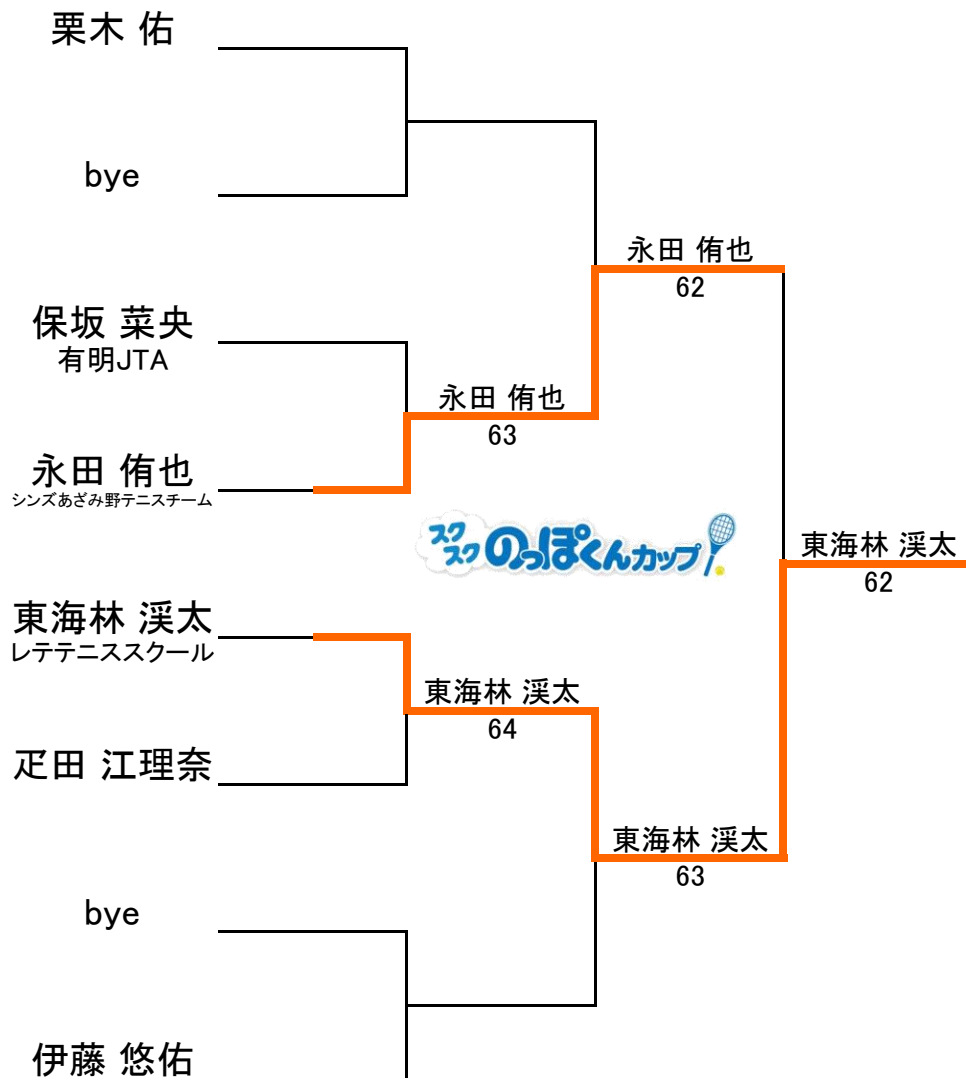 栗木 佑
bye
保坂 菜央
有明JTA
永田 侑也
シンズあざみ野テニスチーム
東海林 渓太
レテテニススクール
疋田 江理奈
bye
伊藤 悠佑
永田 侑也
63
東海林 渓太
64
永田 侑也
62
東海林 渓太
63
東海林 渓太
62
スクスク のっぽくんカップ!